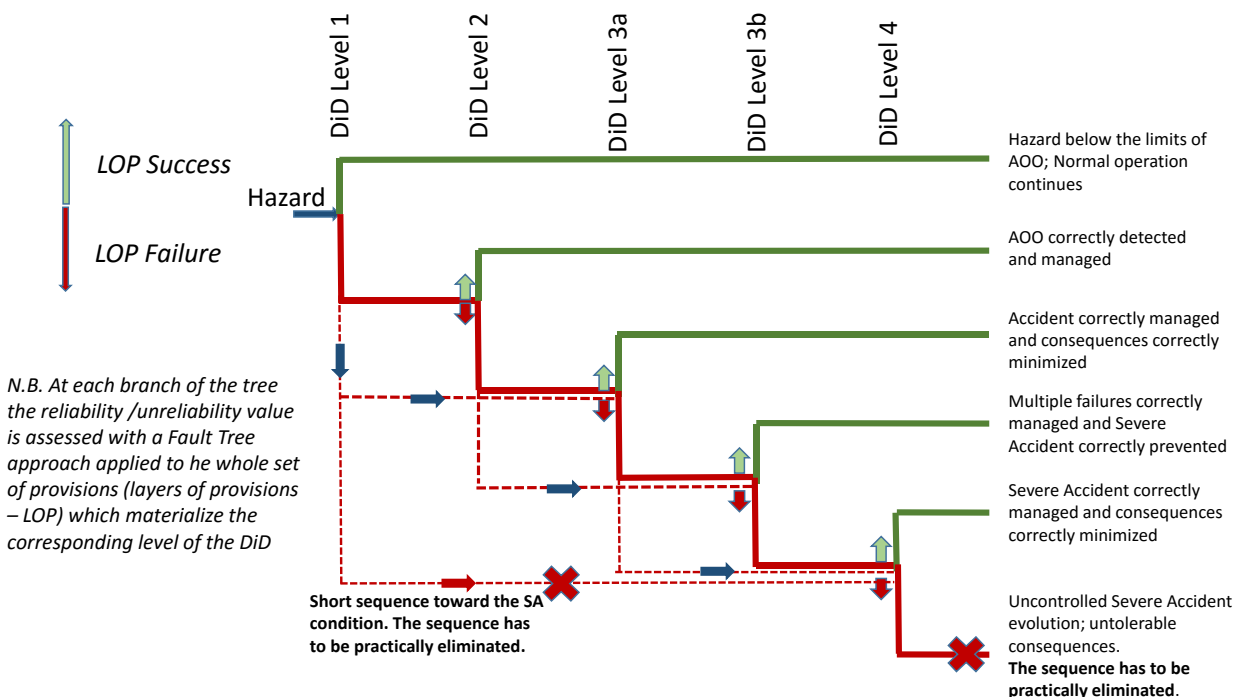 DiD Level 1
DiD Level 2
DiD Level 3a
DiD Level 3b
DiD Level 4
LOP Success
LOP Failure
Hazard
Hazard below the limits of
AOO; Normal operation
continues
AOO correctly detected
and managed
Accident correctly managed
and consequences correctly
minimized
Multiple failures correctly
managed and Severe
Accident correctly prevented
Severe Accident correctly
managed and consequences
correctly minimized
Uncontrolled Severe Accident
evolution; untolerable
consequences.
The sequence has to be
practically eliminated.
N.B. At each branch of the tree
the reliability /unreliability value
is assessed with a Fault Tree
approach applied to he whole set
of provisions (layers of provisions
– LOP) which materialize the
corresponding level of the DiD
Short sequence toward the SA
condition. The sequence has
to be practically eliminated.